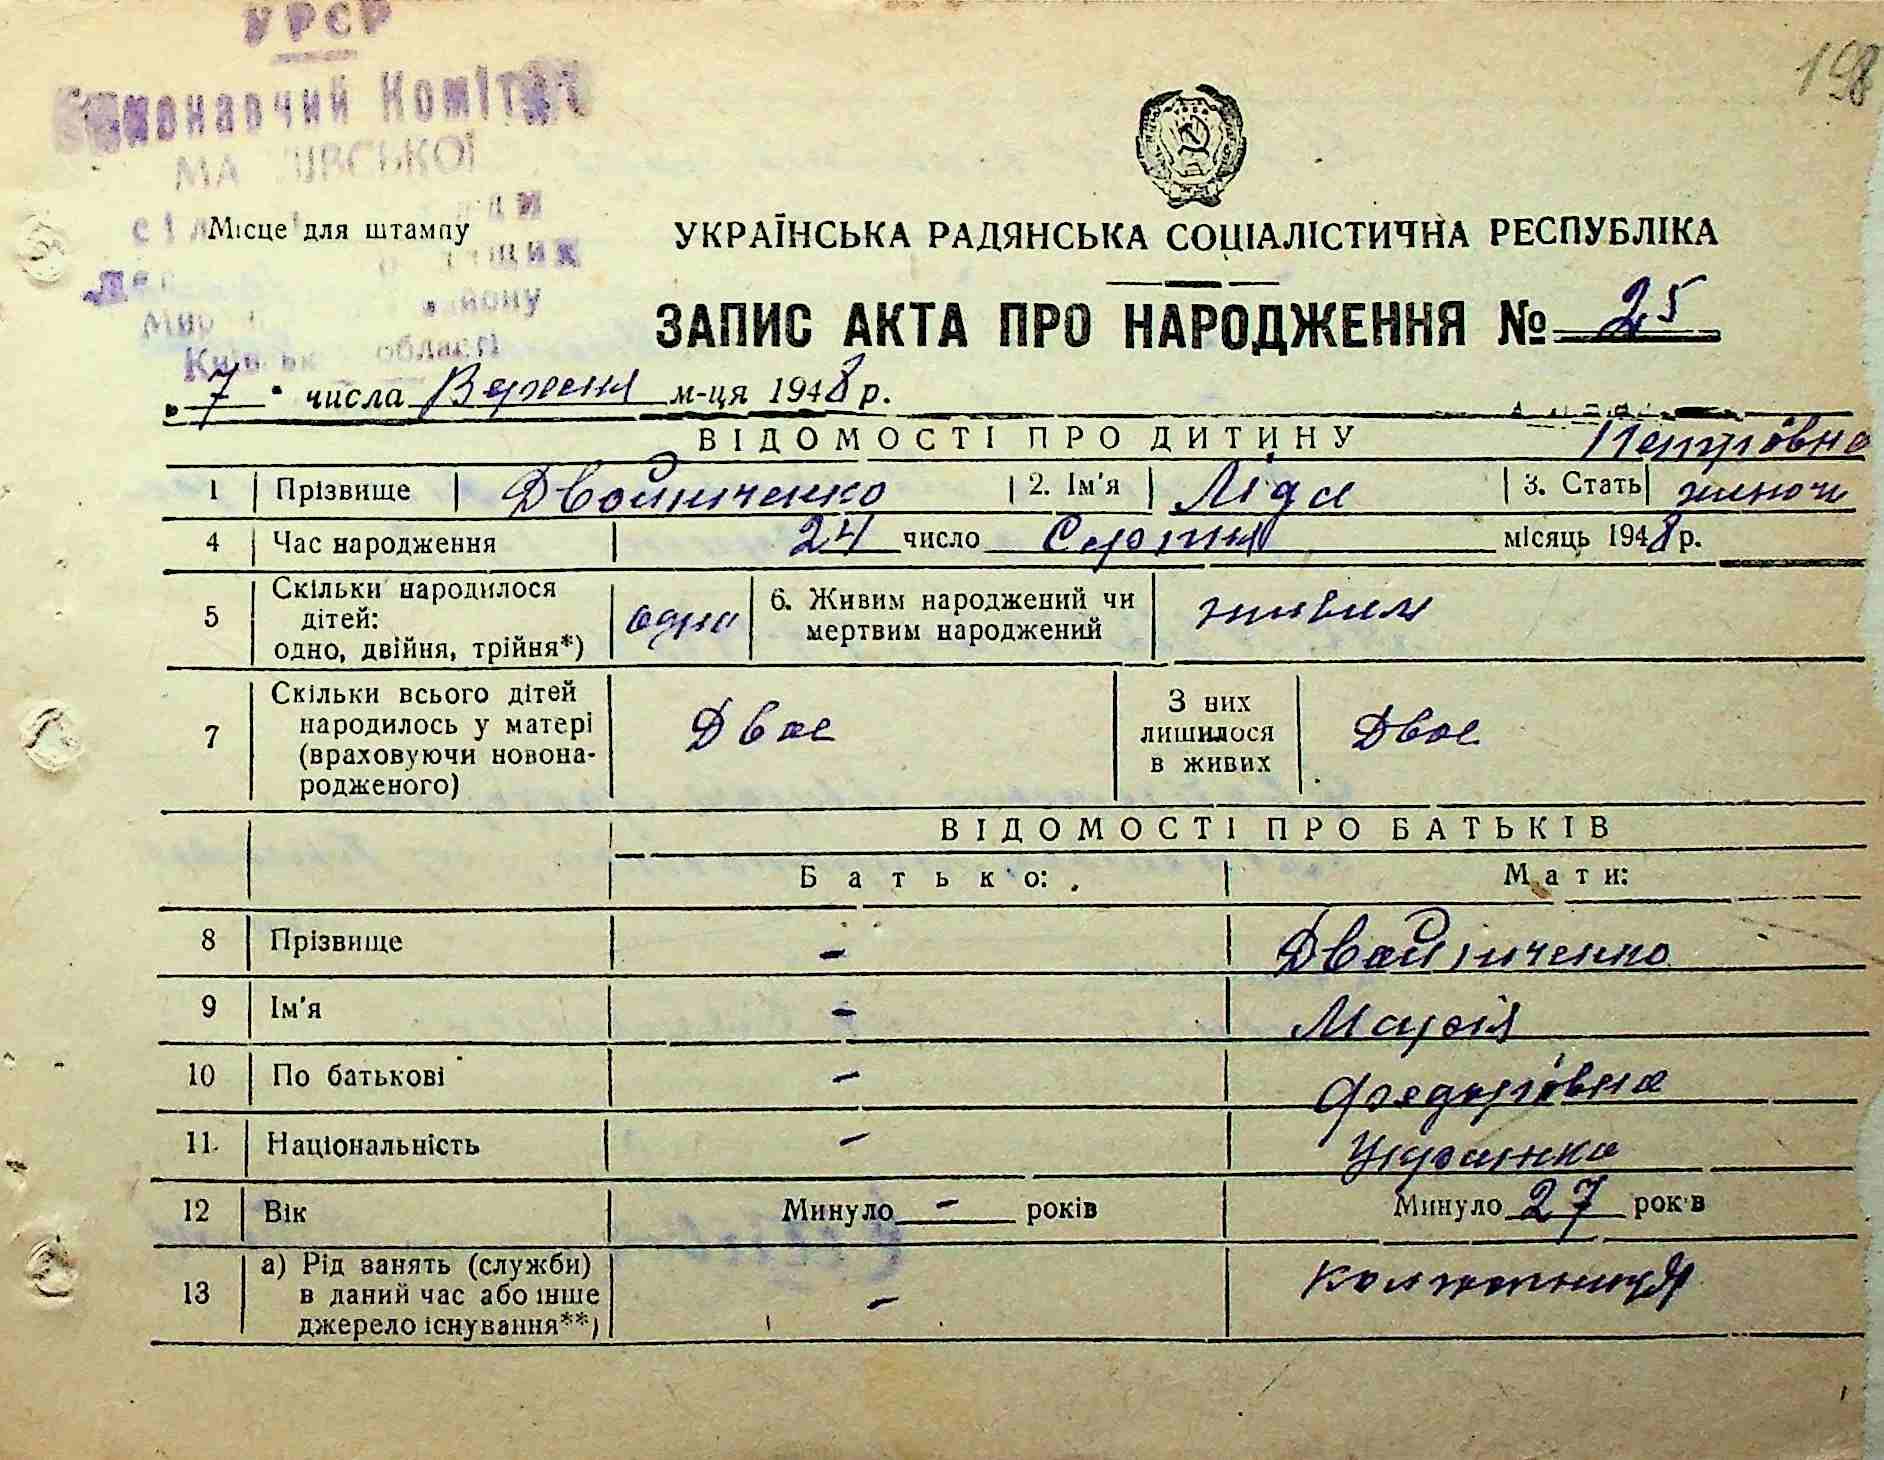 УРСР
Комітет
198
Місце для штампу
області
УКРАЇНСЬКА РАДЯНСЬКА СОЦІАЛІСТИЧНА РЕСПУБЛІКА
ЗАПИС АКТА ПРО НАРОДЖЕННЯ № 25
7 числа Вересня м-ця 1948 р.
ВІДОМОСТІ ПРО ДИТИНУ Петрівна
1 Прізвище Двойниченко 2. Ім'я Ліда 3. Стать жіноч
4 Час народження 24 число Серпня місяць 1948 р.
5 Скільки народилося дітей: одно, двійня, трійня*) одно 6. Живим народжений чи мертвим народжений живим
7 Скільки всього дітей народилось у матері (враховуючи новонародженого) Двое З них лишилося в живих Двое
ВІДОМОСТІ ПРО БАТЬКІВ
Батько: Мати:
8 Прізвище - Двойниченко
9 Ім'я - Марія
10 По батькові - Федорівна
11. Національність - Українка
12 Вік Минуло - років Минуло 27 років
13 а) Рід занять (служби) в даний час або інше джерело існування**) - колгоспниця